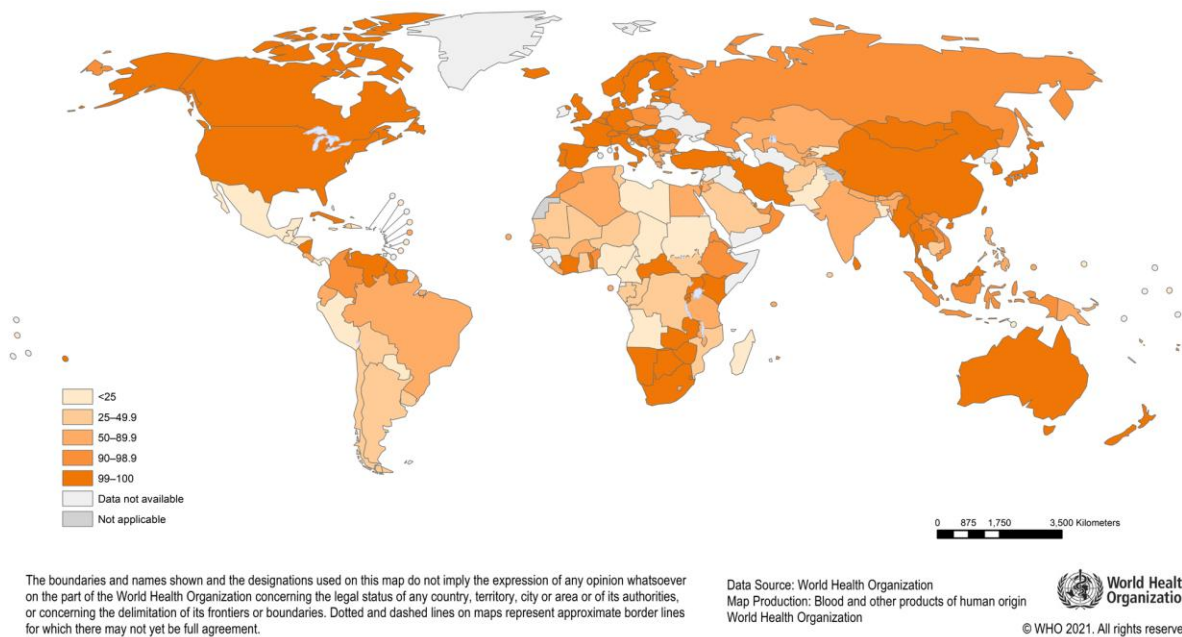 <25
25–49.9
50–89.9
90–98.9
99–100
Data not available
Not applicable
0 875 1,750 3,500 Kilometers
The boundaries and names shown and the designations used on this map do not imply the expression of any opinion whatsoever
on the part of the World Health Organization concerning the legal status of any country, territory, city or area or of its authorities,
or concerning the delimitation of its frontiers or boundaries. Dotted and dashed lines on maps represent approximate border lines
for which there may not yet be full agreement.
Data Source: World Health Organization
Map Production: Blood and other products of human origin
World Health Organization
World Healt
Organizatio
© WHO 2021. All rights reserve